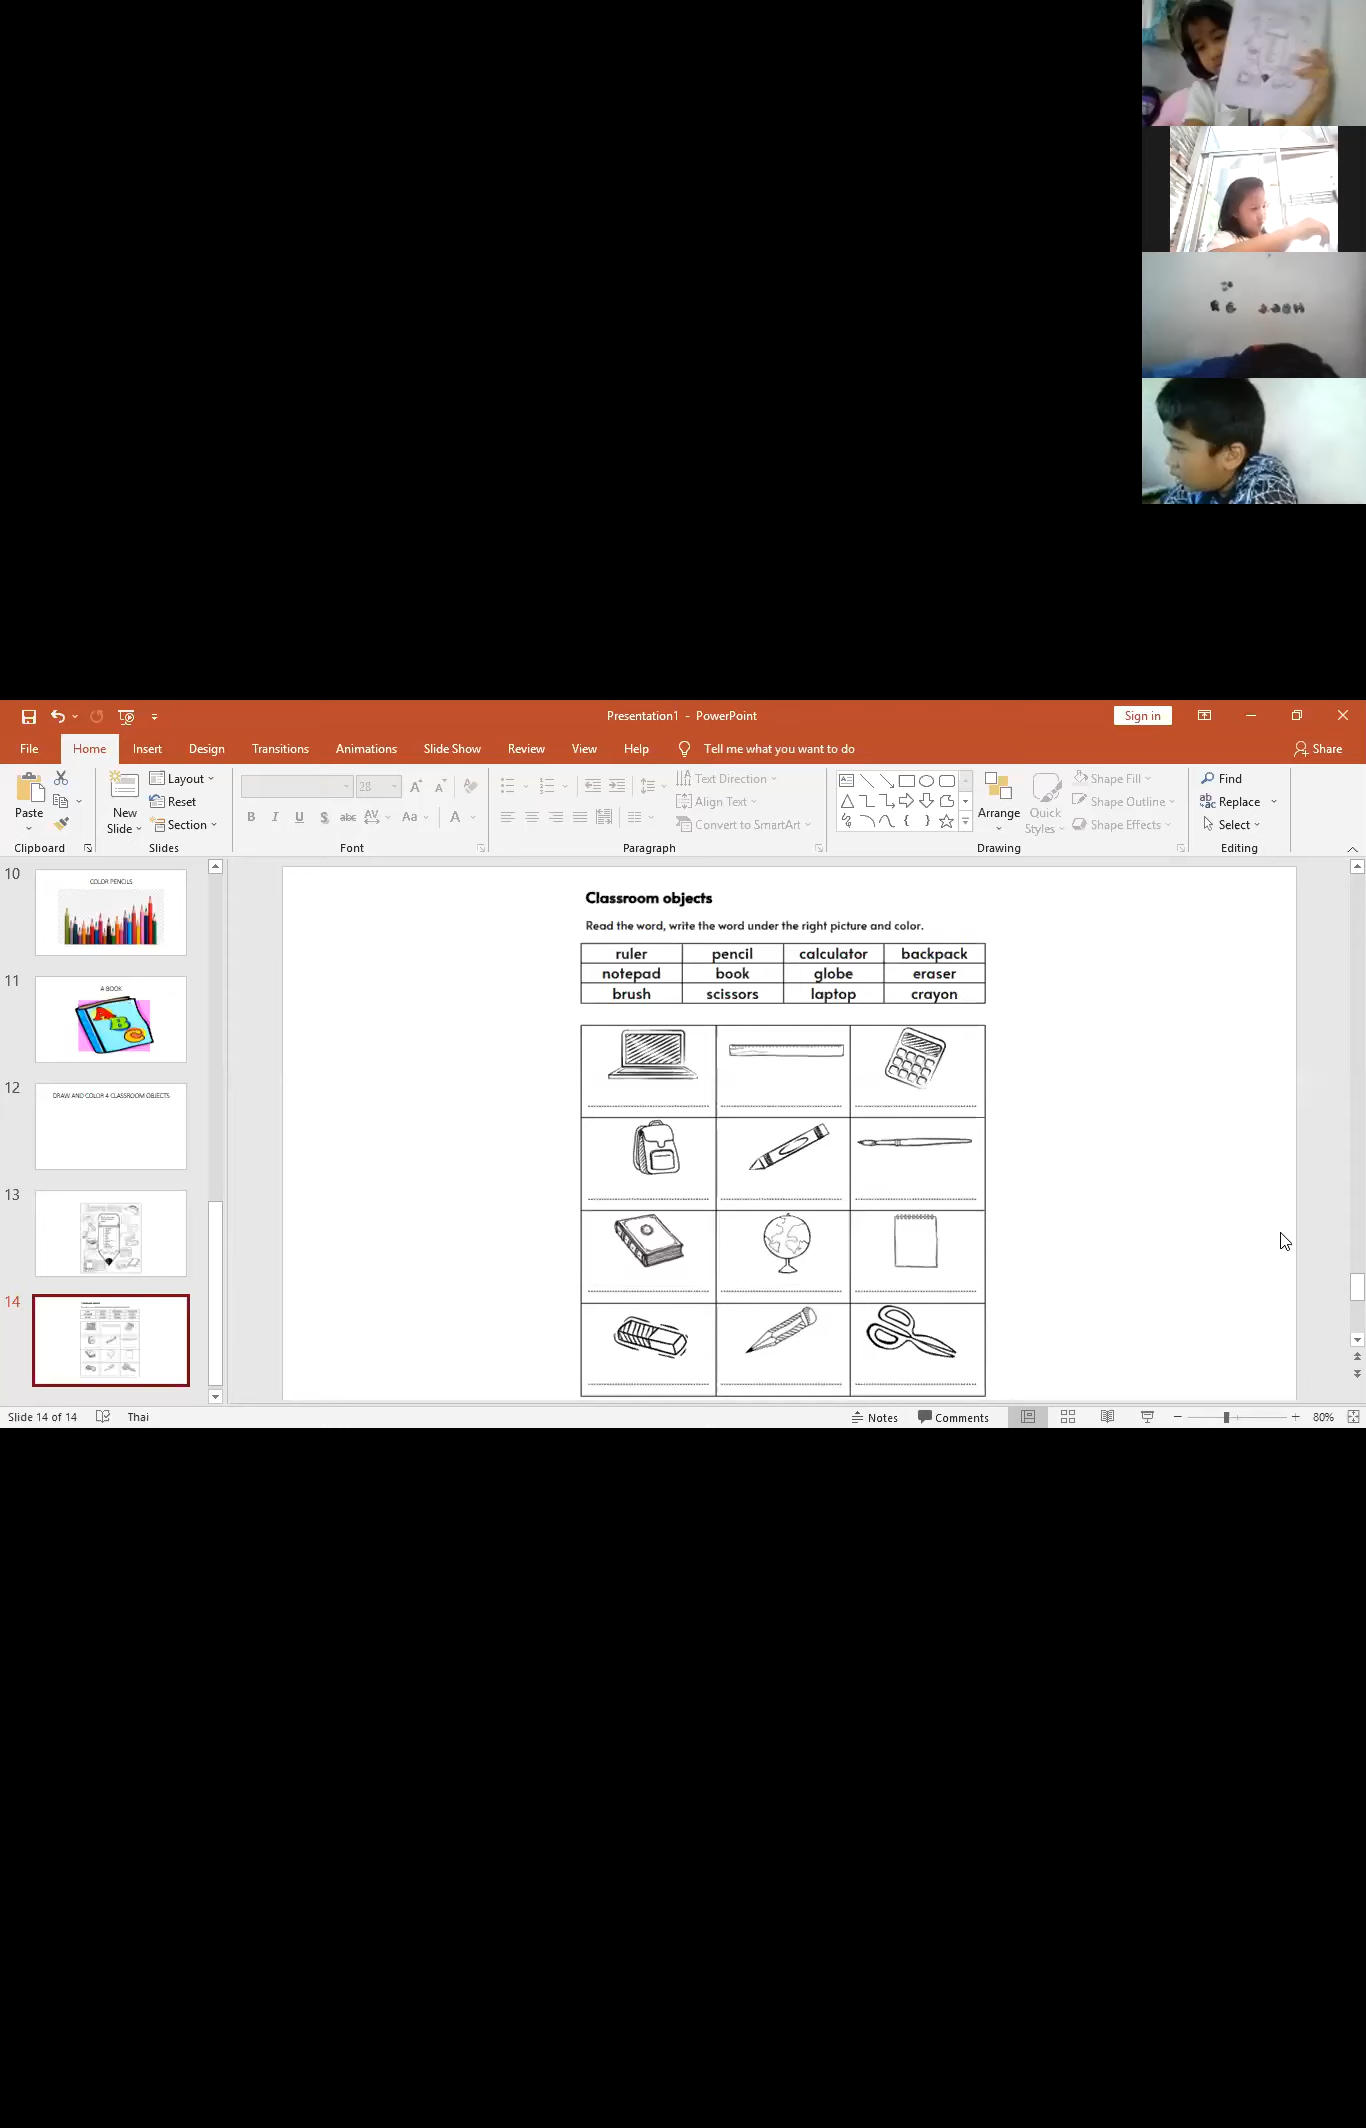 Presentation1 - PowerPoint
Sign in
File Home Insert Design Transitions Animations Slide Show Review View Help Tell me what you want to do Share
Paste
New Slide
Layout
Reset
Section
28
B I U S abc AV Aa A
Text Direction
Align Text
Convert to SmartArt
Arrange
Quick Styles
Shape Fill
Shape Outline
Shape Effects
Find
Replace
Select
Clipboard Slides Font Paragraph Drawing Editing
10
COLOR PENCILS
11
A BOOK
A B C
12
DRAW AND COLOR 4 CLASSROOM OBJECTS
13
14
Classroom objects
Read the word, write the word under the right picture and color.
ruler pencil calculator backpack
notepad book globe eraser
brush scissors laptop crayon
Slide 14 of 14 Thai Notes Comments 80%